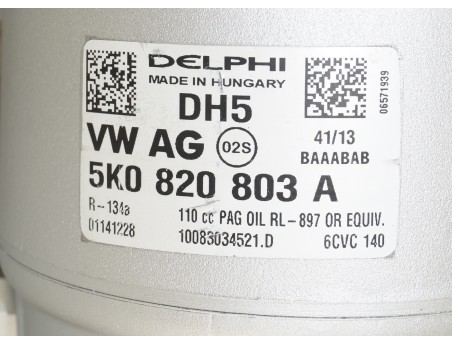 DELPHI
MADE IN HUNGARY
DH5
06571939
VW AG 02S 41/13
BAAABAB
5K0 820 803 A
R-134a 110 cc PAG OIL RL-897 OR EQUIV.
01141228 10083034521.D 6CVC 140